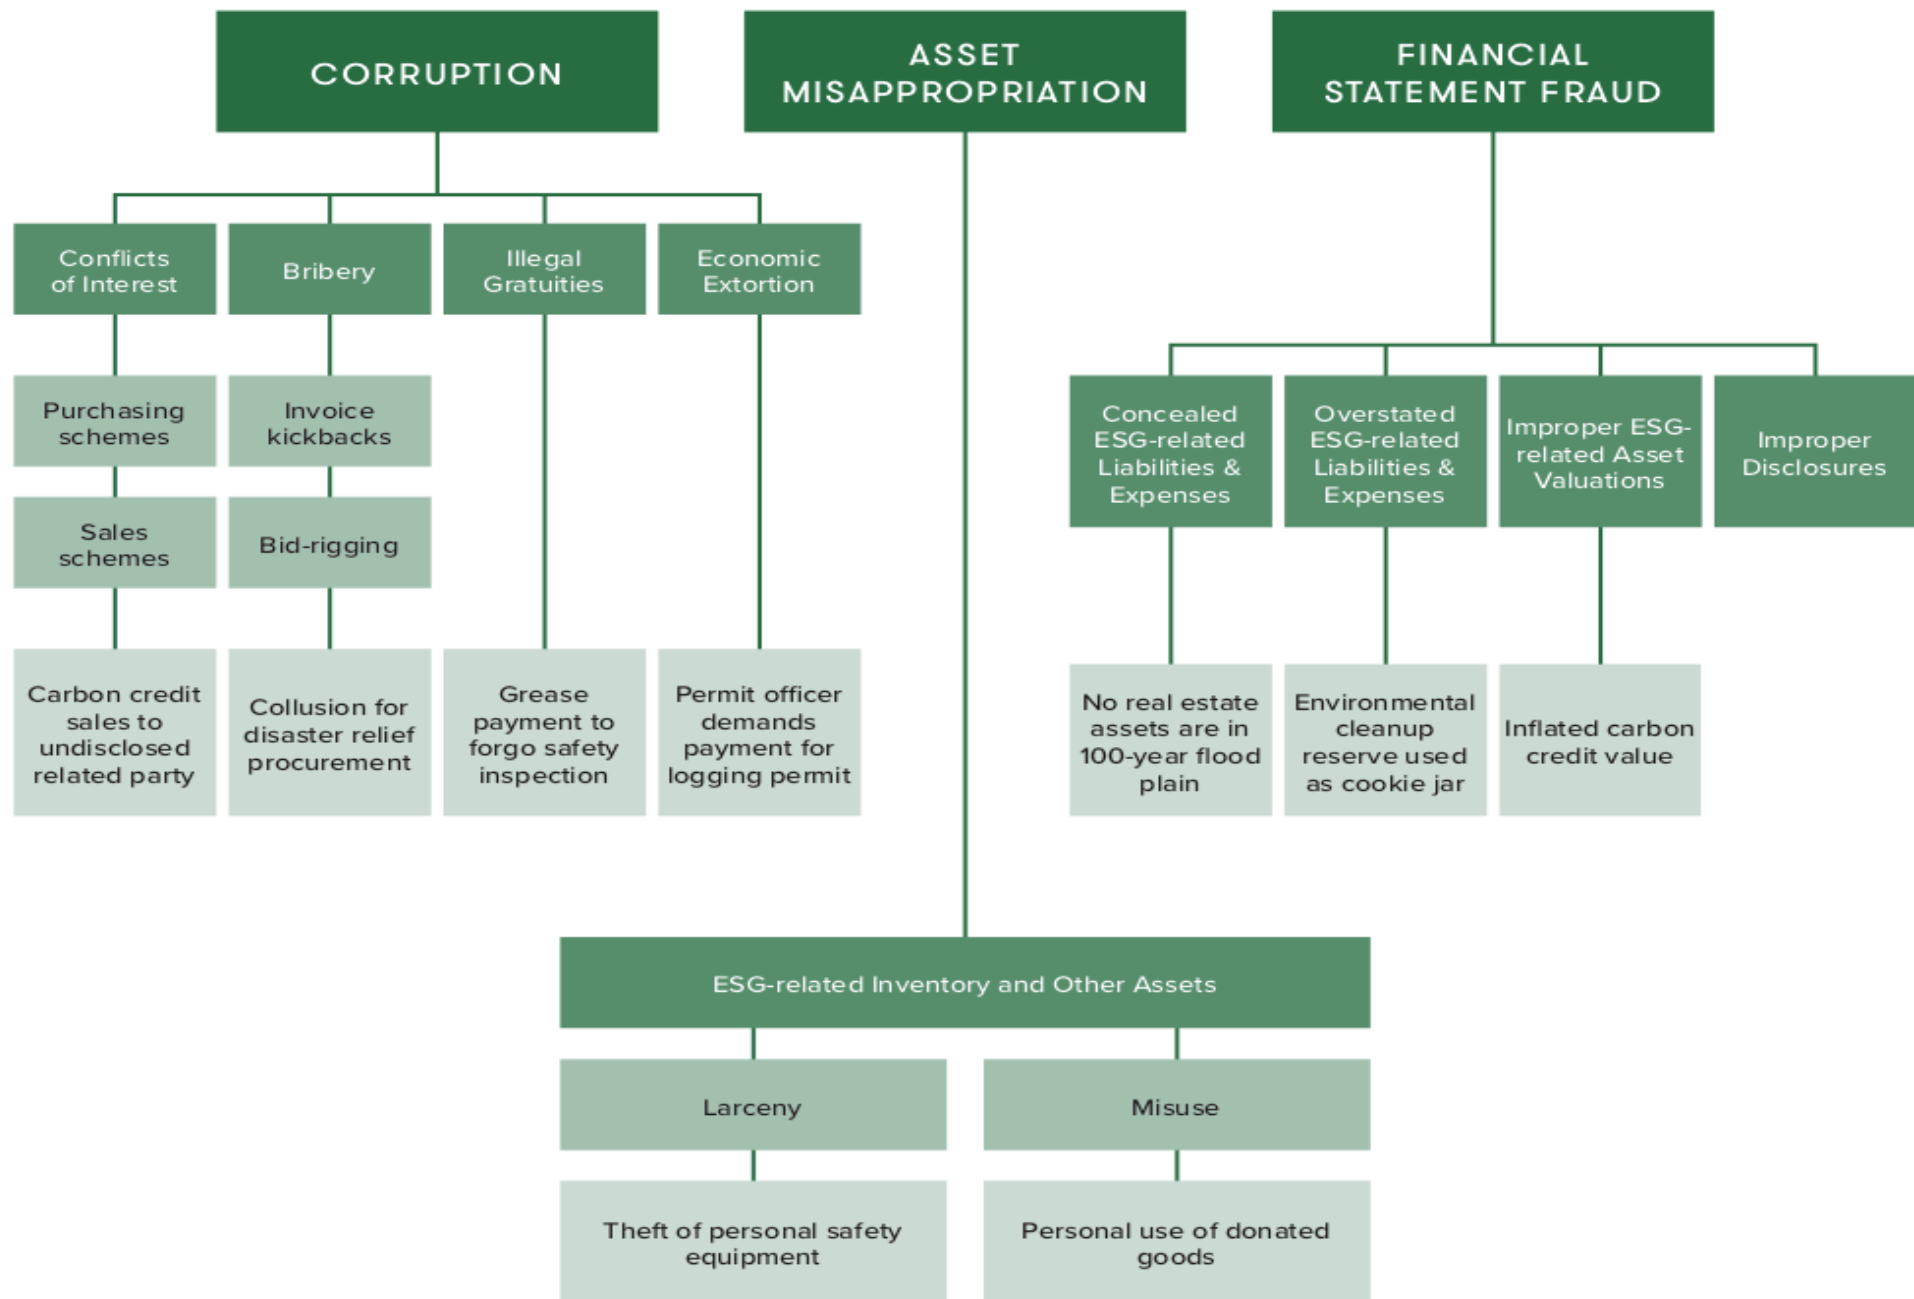 CORRUPTION
ASSET
MISAPPROPRIATION
FINANCIAL
STATEMENT FRAUD
Conflicts
of Interest
Bribery
Illegal
Gratuities
Economic
Extortion
Purchasing
schemes
Invoice
kickbacks
Sales
schemes
Bid-rigging
Carbon credit
sales to
undisclosed
related party
Collusion for
disaster relief
procurement
Grease
payment to
forgo safety
inspection
Permit officer
demands
payment for
logging permit
Concealed
ESG-related
Liabilities &
Expenses
Overstated
ESG-related
Liabilities &
Expenses
Improper ESG-
related Asset
Valuations
Improper
Disclosures
No real estate
assets are in
100-year flood
plain
Environmental
cleanup
reserve used
as cookie jar
Inflated carbon
credit value
ESG-related Inventory and Other Assets
Larceny
Misuse
Theft of personal safety
equipment
Personal use of donated
goods